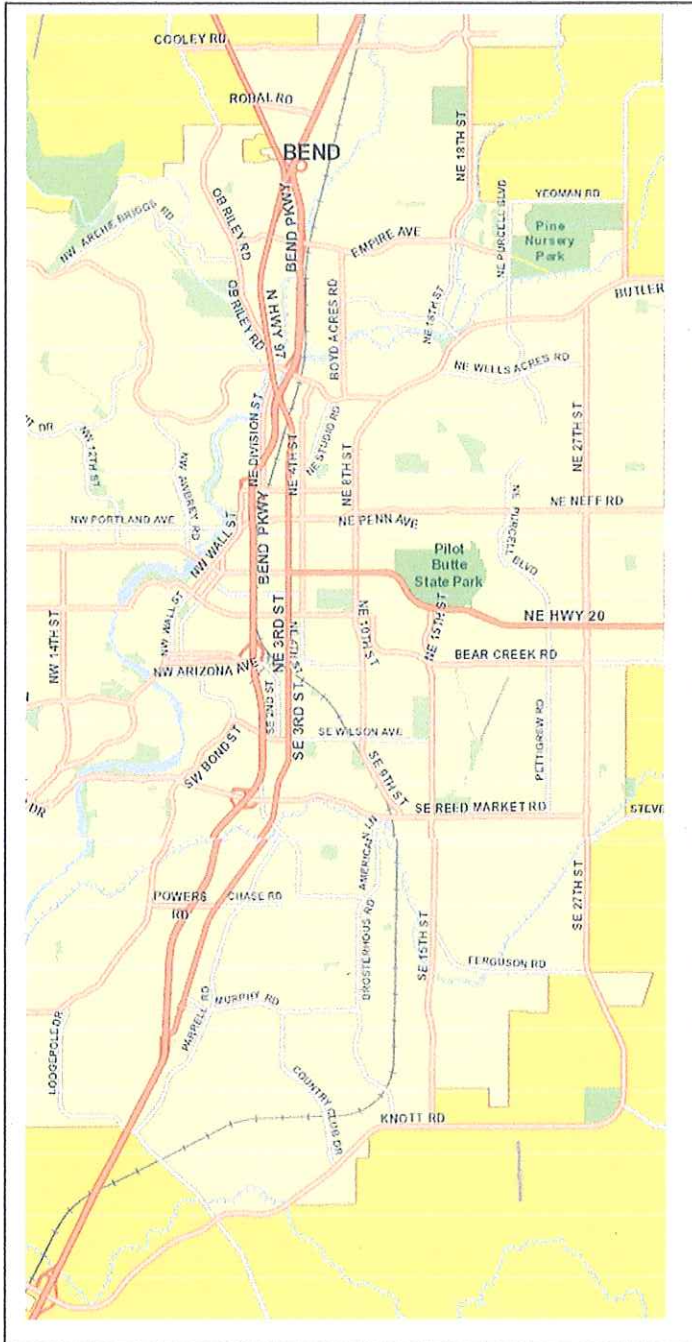 COOLEY RD
ROBAL RD
BEND
NE 18TH ST
YEOMAN RD
NE PURCELL BLVD
Pine
Nursery
Park
OB RILEY RD
BEND PKWY
NW ARCHIE BRIGGS RD
EMPIRE AVE
BUTLER
OB RILEY RD
N HWY 97
BOYD ACRES RD
NE 18TH ST
NE WELLS ACRES RD
DR
NW 12TH ST
NW AWBREY RD
NE DIVISION ST
NE 4TH ST
NE STUDIO RD
NE 8TH ST
NE 27TH ST
NE NEFF RD
NW PORTLAND AVE
NW WALL ST
BEND PKWY
NE PENN AVE
NE PURCELL
BLVD
Pilot
Butte
State Park
NE HWY 20
NW WALL ST
NW 14TH ST
NE 3RD ST
NE 10TH ST
NE 15TH ST
BEAR CREEK RD
NW ARIZONA AVE
SE 2ND ST
SE 3RD ST
SE WILSON AVE
PETTIGREW RD
SW BOND ST
SE 9TH ST
DR
SE REED MARKET RD
STEVE
AMERICAN LN
POWERS
RD
CHASE RD
BROSTERHOUS RD
SE 15TH ST
SE 27TH ST
FERGUSON RD
PARRELL RD
MURPHY RD
LODGEPOLE DR
COUNTRY CLUB DR
KNOTT RD